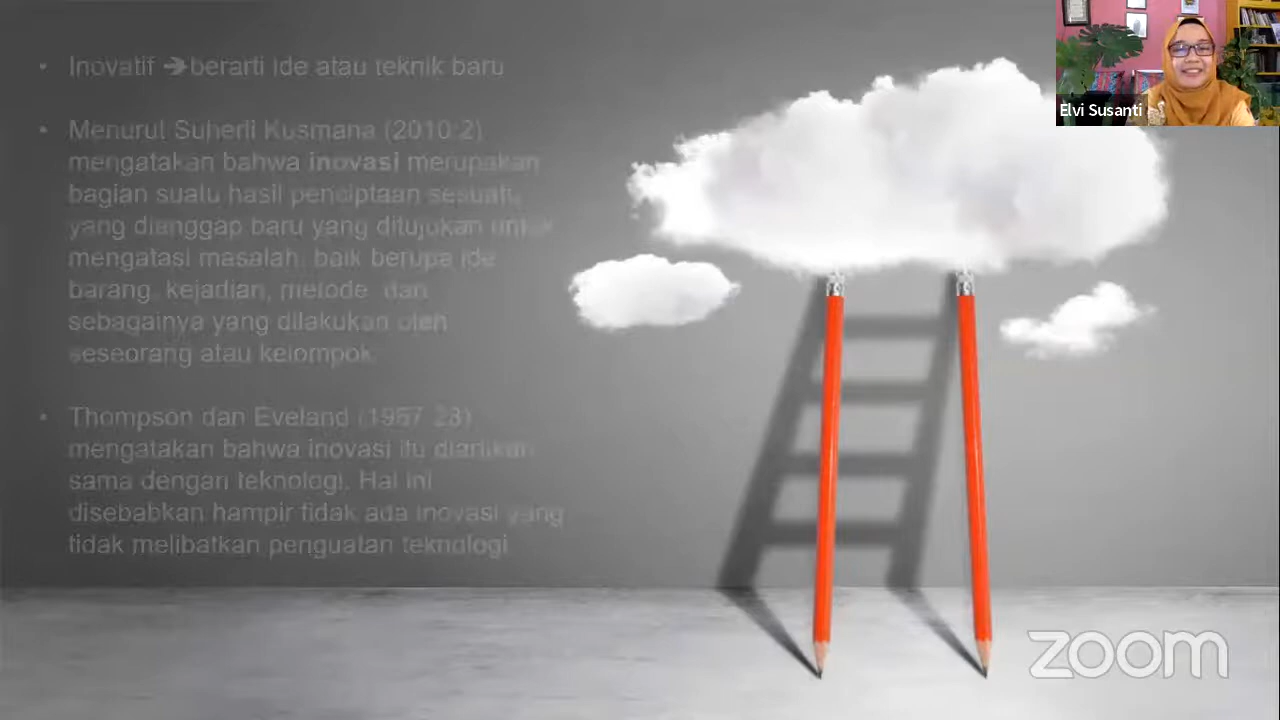 • Inovatif ➔berarti ide atau teknik baru
• Menurut Suherli Kusmana (2010:2)
mengatakan bahwa inovasi merupakan
bagian suatu hasil penciptaan sesuatu
yang dianggap baru yang ditujukan untuk
mengatasi masalah, baik berupa ide
barang, kejadian, metode dan
sebagainya yang dilakukan oleh
seseorang atau kelompok
• Thompson dan Eveland (1967 23)
mengatakan bahwa inovasi itu diartikan
sama dengan teknologi. Hal ini
disebabkan hampir tidak ada inovasi yang
tidak melibatkan penguatan teknologi
Elvi Susanti
zoom